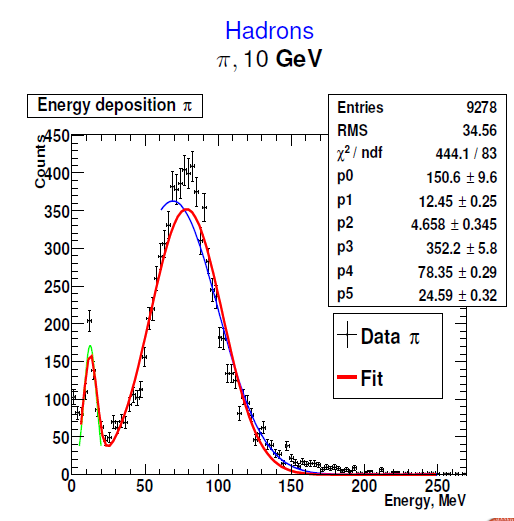 Hadrons
π, 10 GeV
Energy deposition π
Entries 9278
RMS 34.56
χ² / ndf 444.1 / 83
p0 150.6 ± 9.6
p1 12.45 ± 0.25
p2 4.658 ± 0.345
p3 352.2 ± 5.8
p4 78.35 ± 0.29
p5 24.59 ± 0.32
Counts
450
400
350
300
250
200
150
100
50
0
Data π
Fit
0 50 100 150 200 250
Energy, MeV